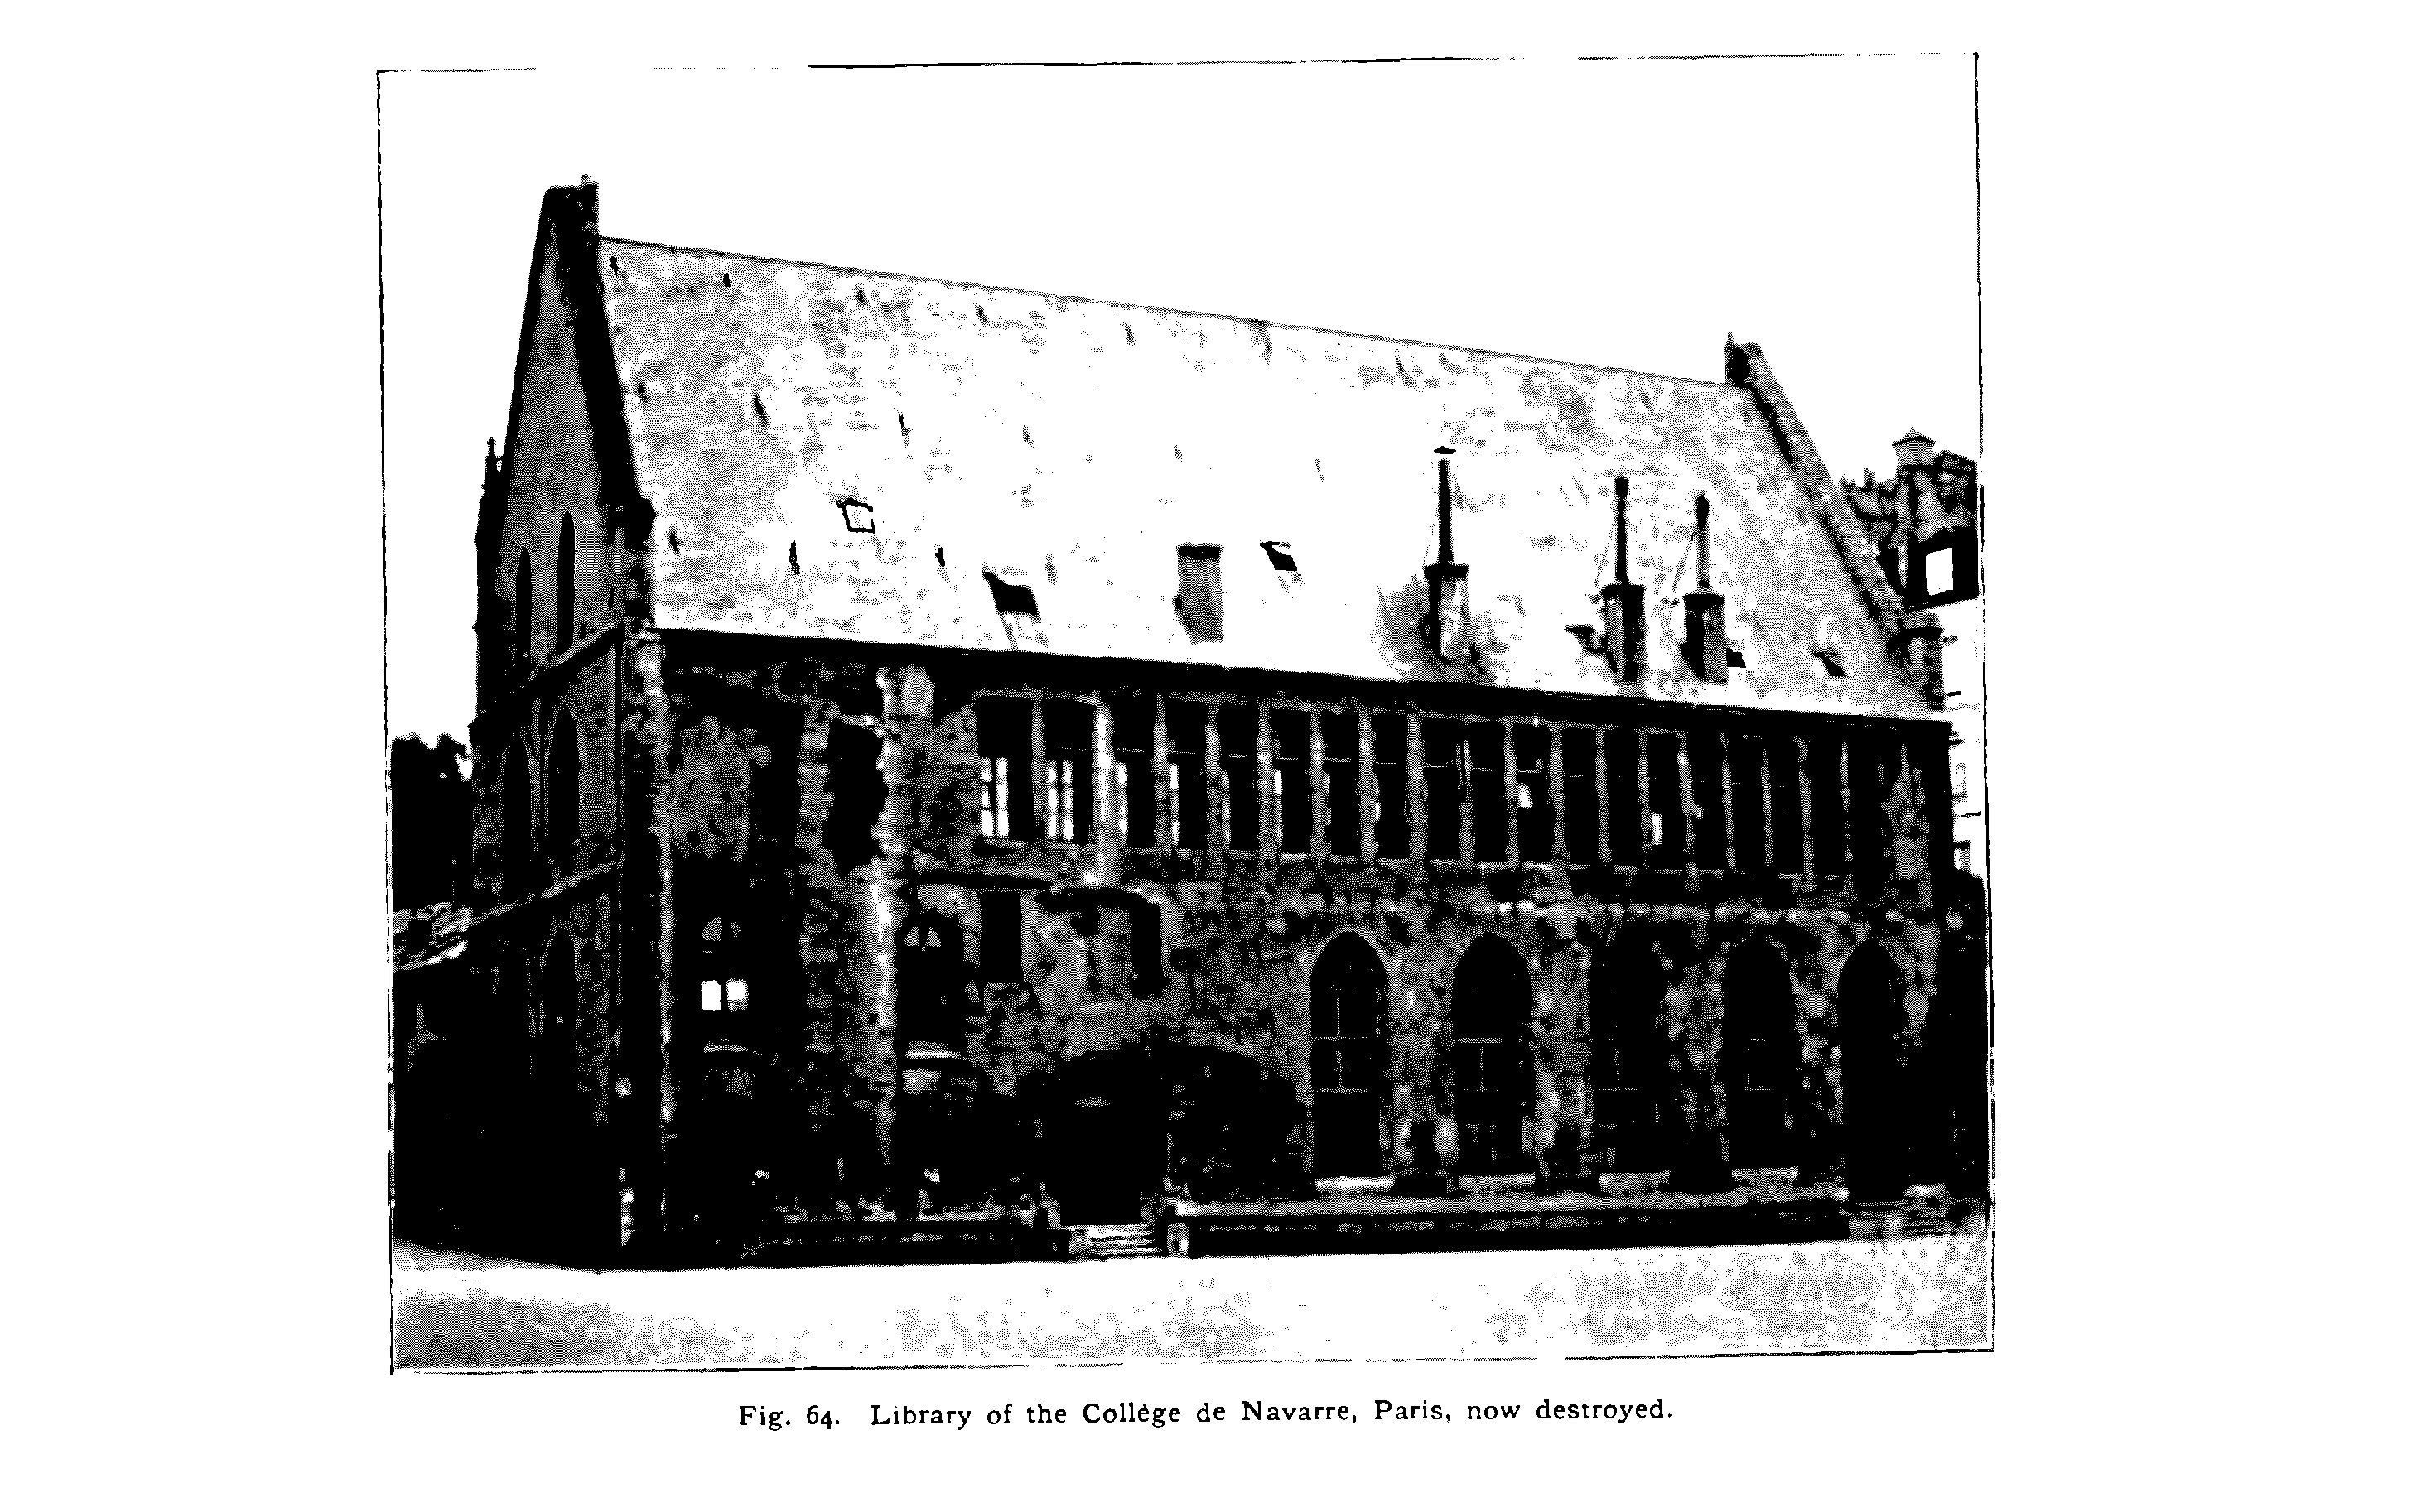 Fig. 64. Library of the Collège de Navarre, Paris, now destroyed.